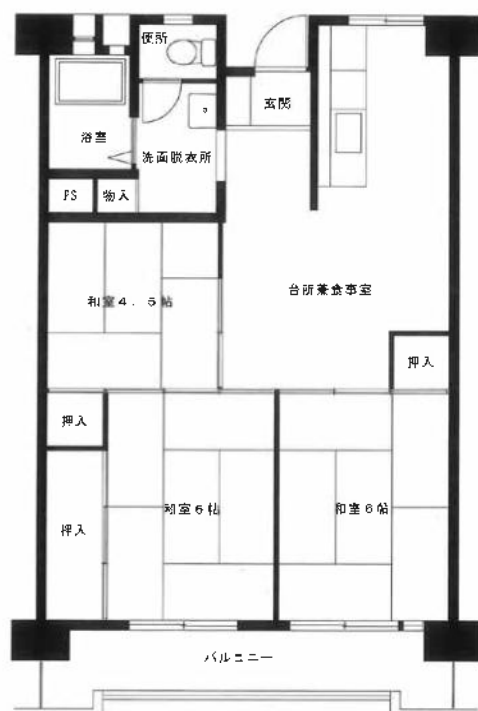 便所
玄関
浴室
洗面脱衣所
PS
物入
台所兼食事室
和室4.5帖
押入
押入
和室6帖
和室6帖
押入
バルコニー